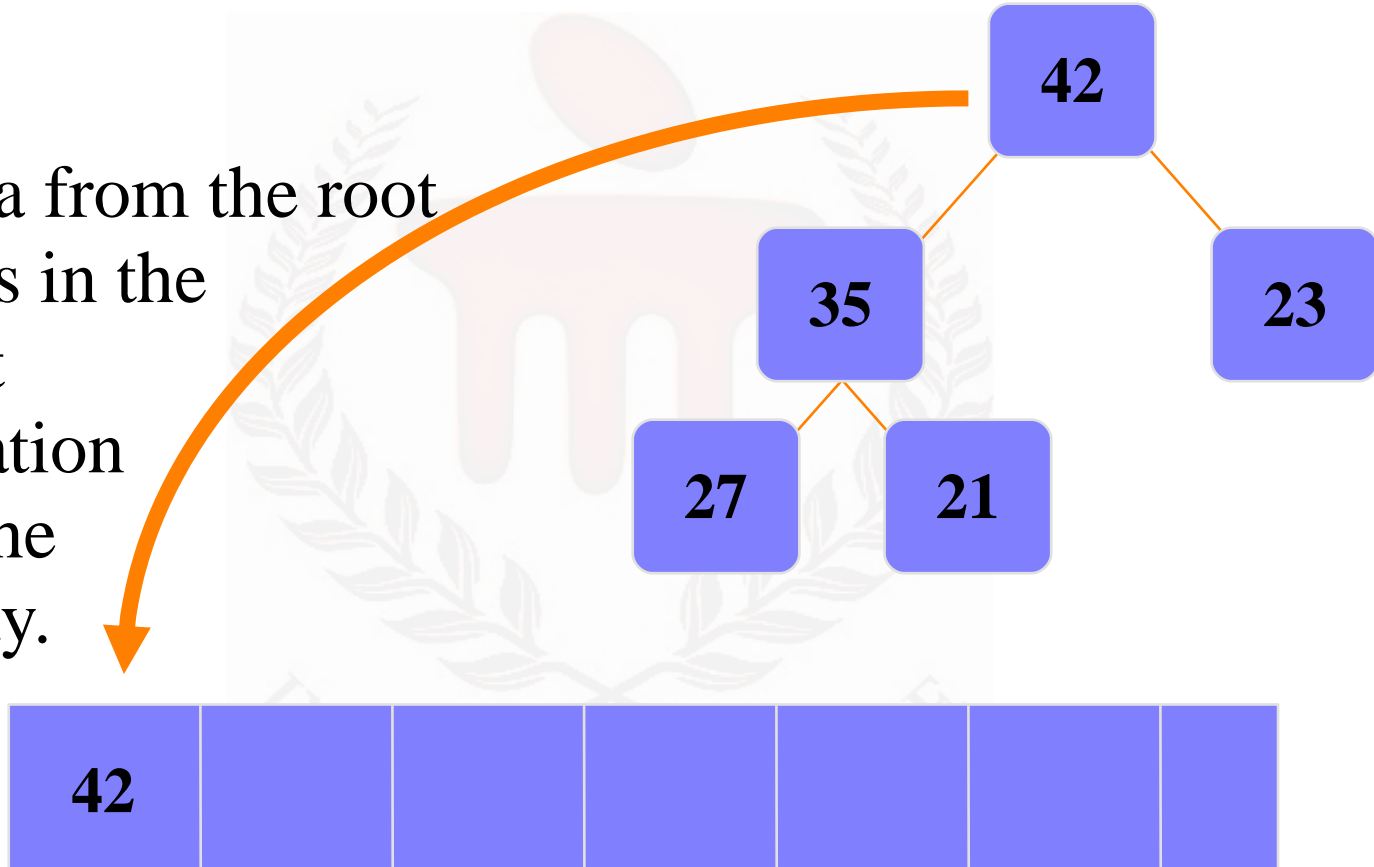 42
a from the root
s in the
35
23
t
ation
27
21
ne
y.
42